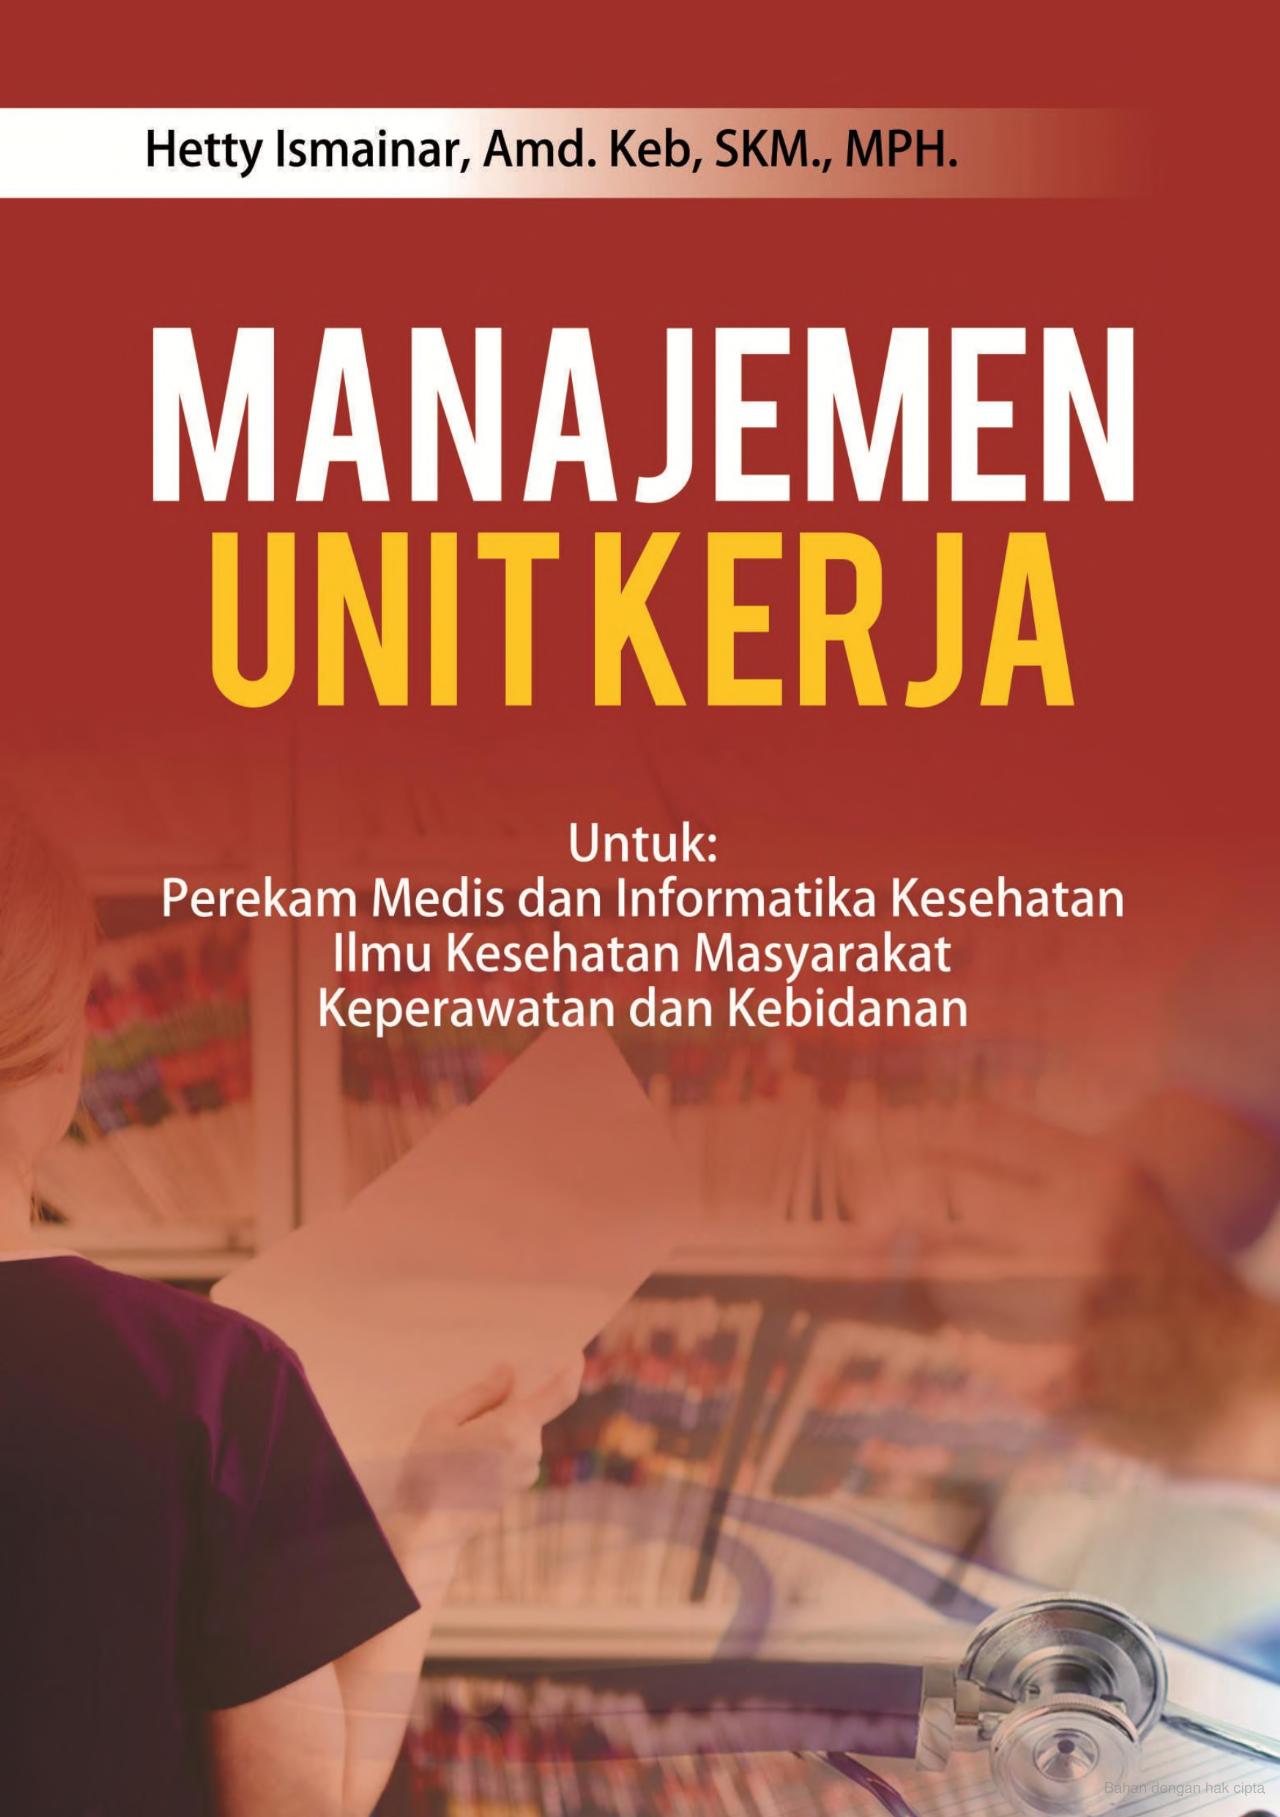 Hetty Ismainar, Amd. Keb, SKM., MPH.
MANAJEMEN
UNIT KERJA
Untuk:
Perekam Medis dan Informatika Kesehatan
Ilmu Kesehatan Masyarakat
Keperawatan dan Kebidanan
Bahan dengan hak cipta